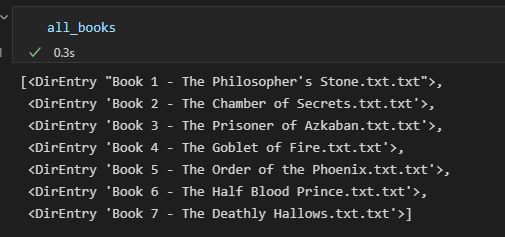 all_books
0.3s
[<DirEntry "Book 1 - The Philosopher's Stone.txt.txt">,
<DirEntry 'Book 2 - The Chamber of Secrets.txt.txt'>,
<DirEntry 'Book 3 - The Prisoner of Azkaban.txt.txt'>,
<DirEntry 'Book 4 - The Goblet of Fire.txt.txt'>,
<DirEntry 'Book 5 - The Order of the Phoenix.txt.txt'>,
<DirEntry 'Book 6 - The Half Blood Prince.txt.txt'>,
<DirEntry 'Book 7 - The Deathly Hallows.txt.txt'>]